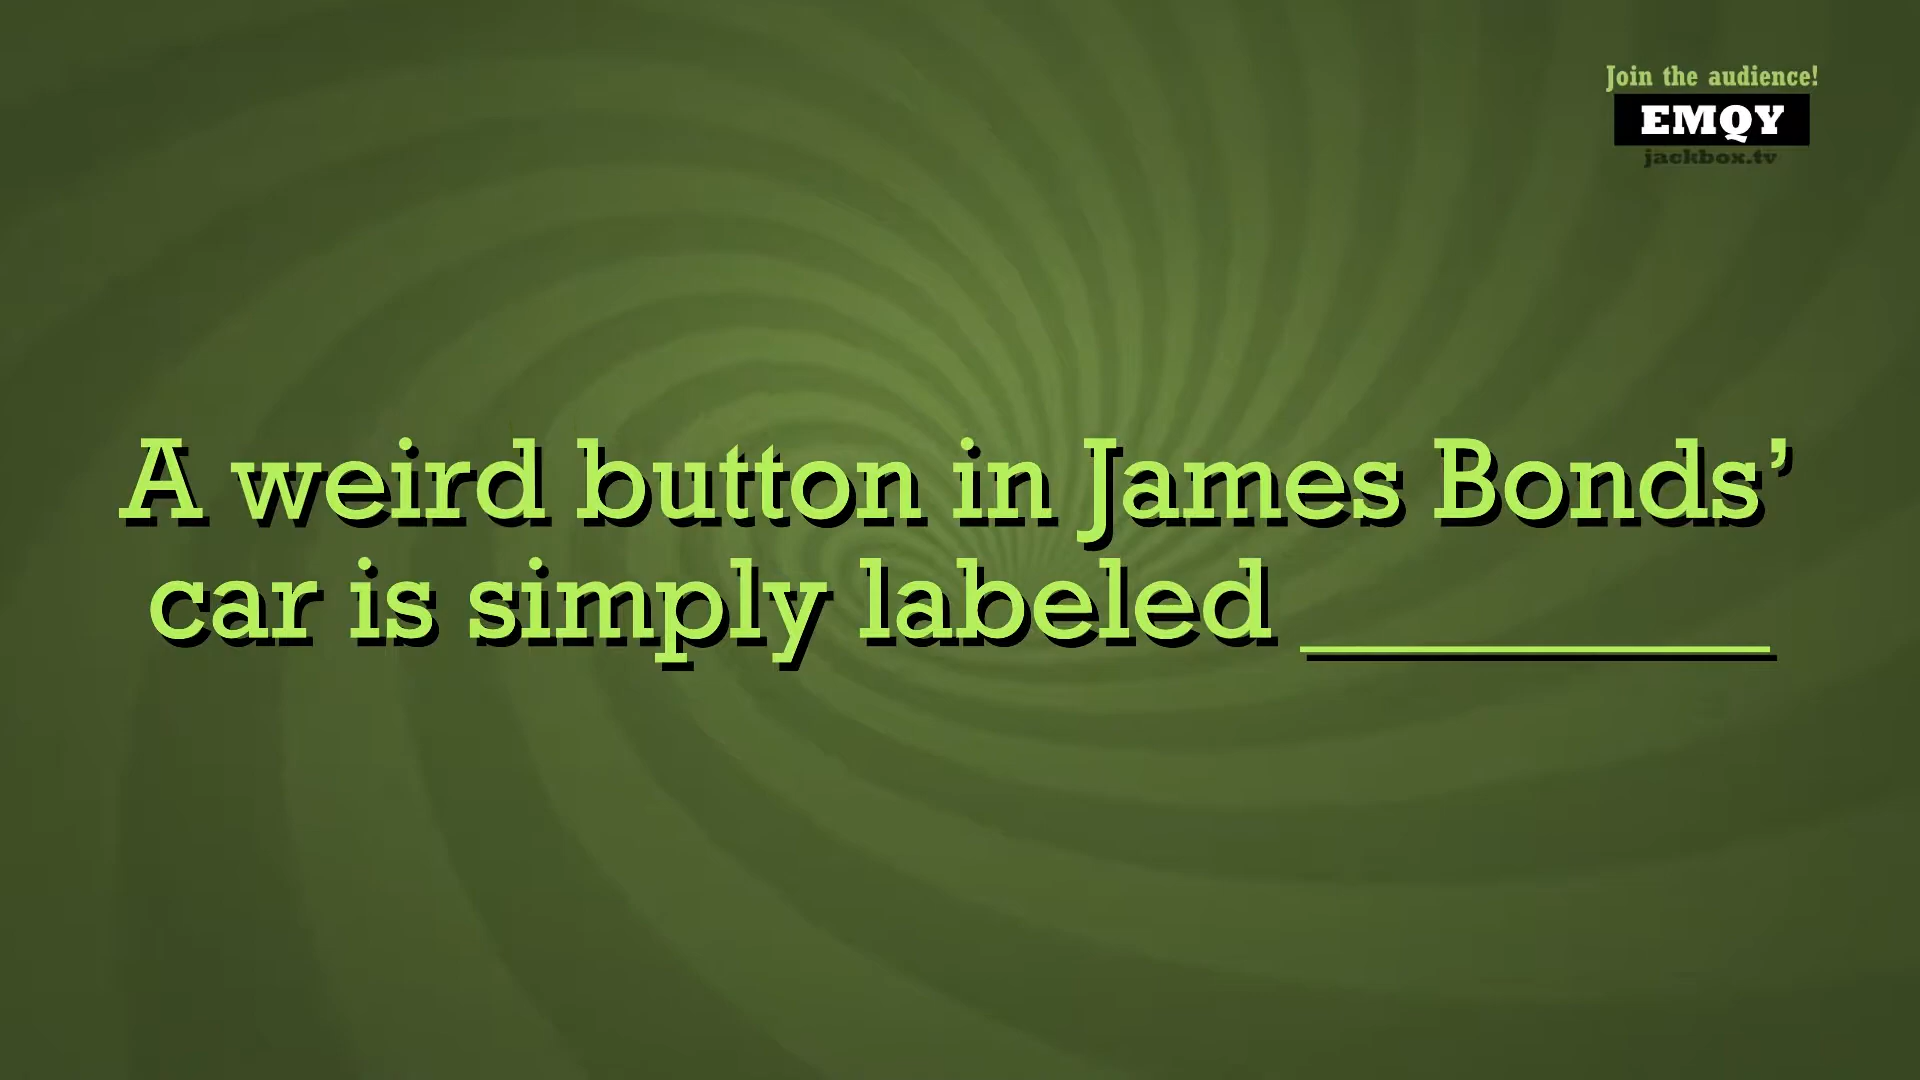 Join the audience!
EMQY
jackbox.tv
A weird button in James Bonds’
car is simply labeled ________